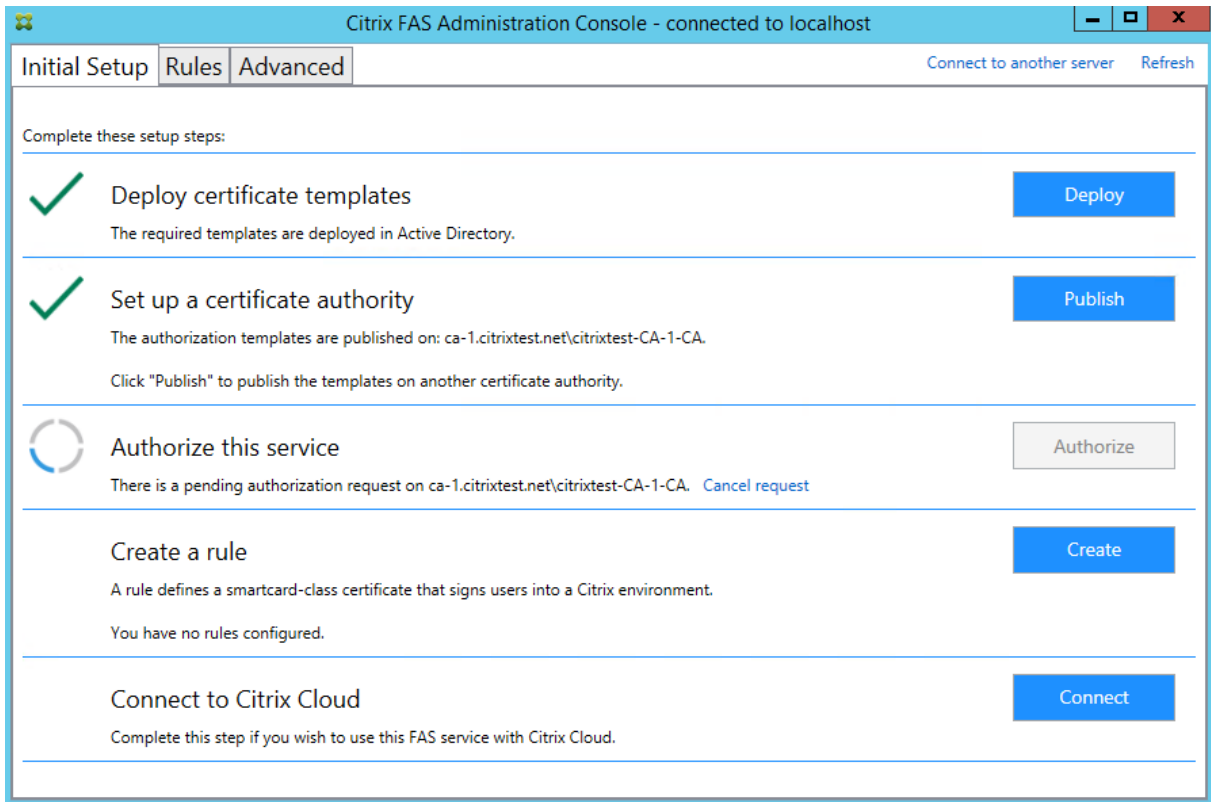 Citrix FAS Administration Console - connected to localhost
Initial Setup Rules Advanced Connect to another server Refresh
Complete these setup steps:
Deploy certificate templates Deploy
The required templates are deployed in Active Directory.
Set up a certificate authority Publish
The authorization templates are published on: ca-1.citrixtest.net\citrixtest-CA-1-CA.
Click "Publish" to publish the templates on another certificate authority.
Authorize this service Authorize
There is a pending authorization request on ca-1.citrixtest.net\citrixtest-CA-1-CA. Cancel request
Create a rule Create
A rule defines a smartcard-class certificate that signs users into a Citrix environment.
You have no rules configured.
Connect to Citrix Cloud Connect
Complete this step if you wish to use this FAS service with Citrix Cloud.